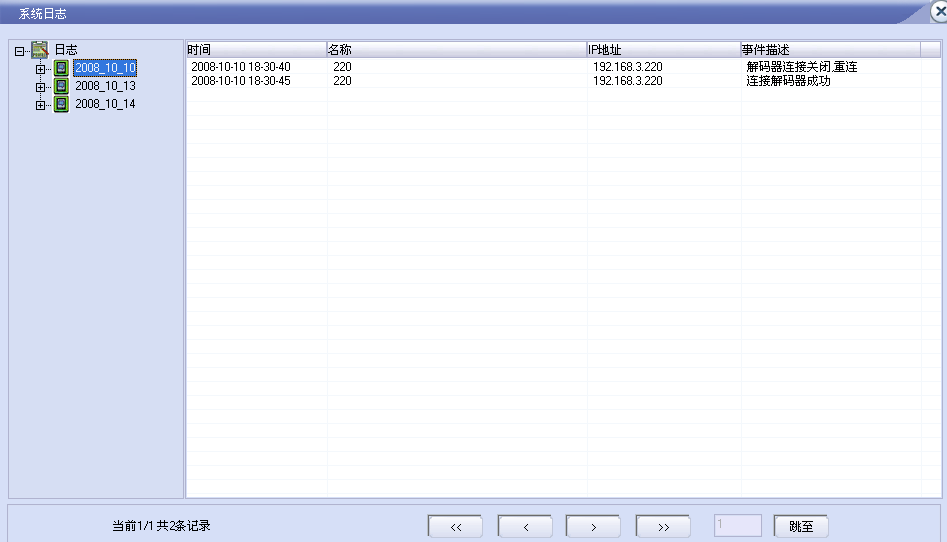 系统日志
日志
2008_10_10
2008_10_13
2008_10_14
时间 名称 IP地址 事件描述
2008-10-10 18-30-40 220 192.168.3.220 解码器连接关闭,重连
2008-10-10 18-30-45 220 192.168.3.220 连接解码器成功
当前1/1 共2条记录 << < > >> 1 跳至